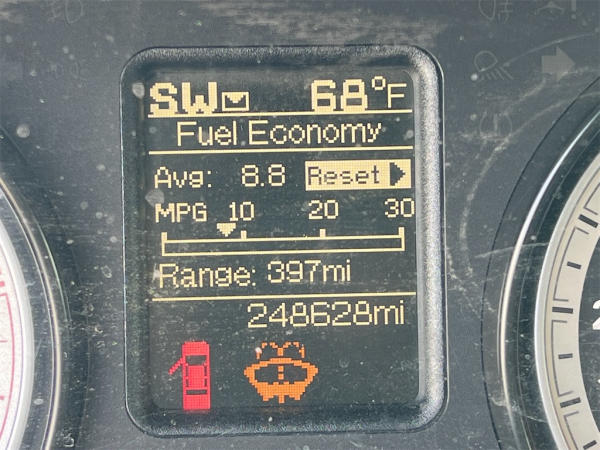 SW 68°F
Fuel Economy
Avg: 8.8 Reset
MPG 10 20 30
Range: 397mi
248628mi